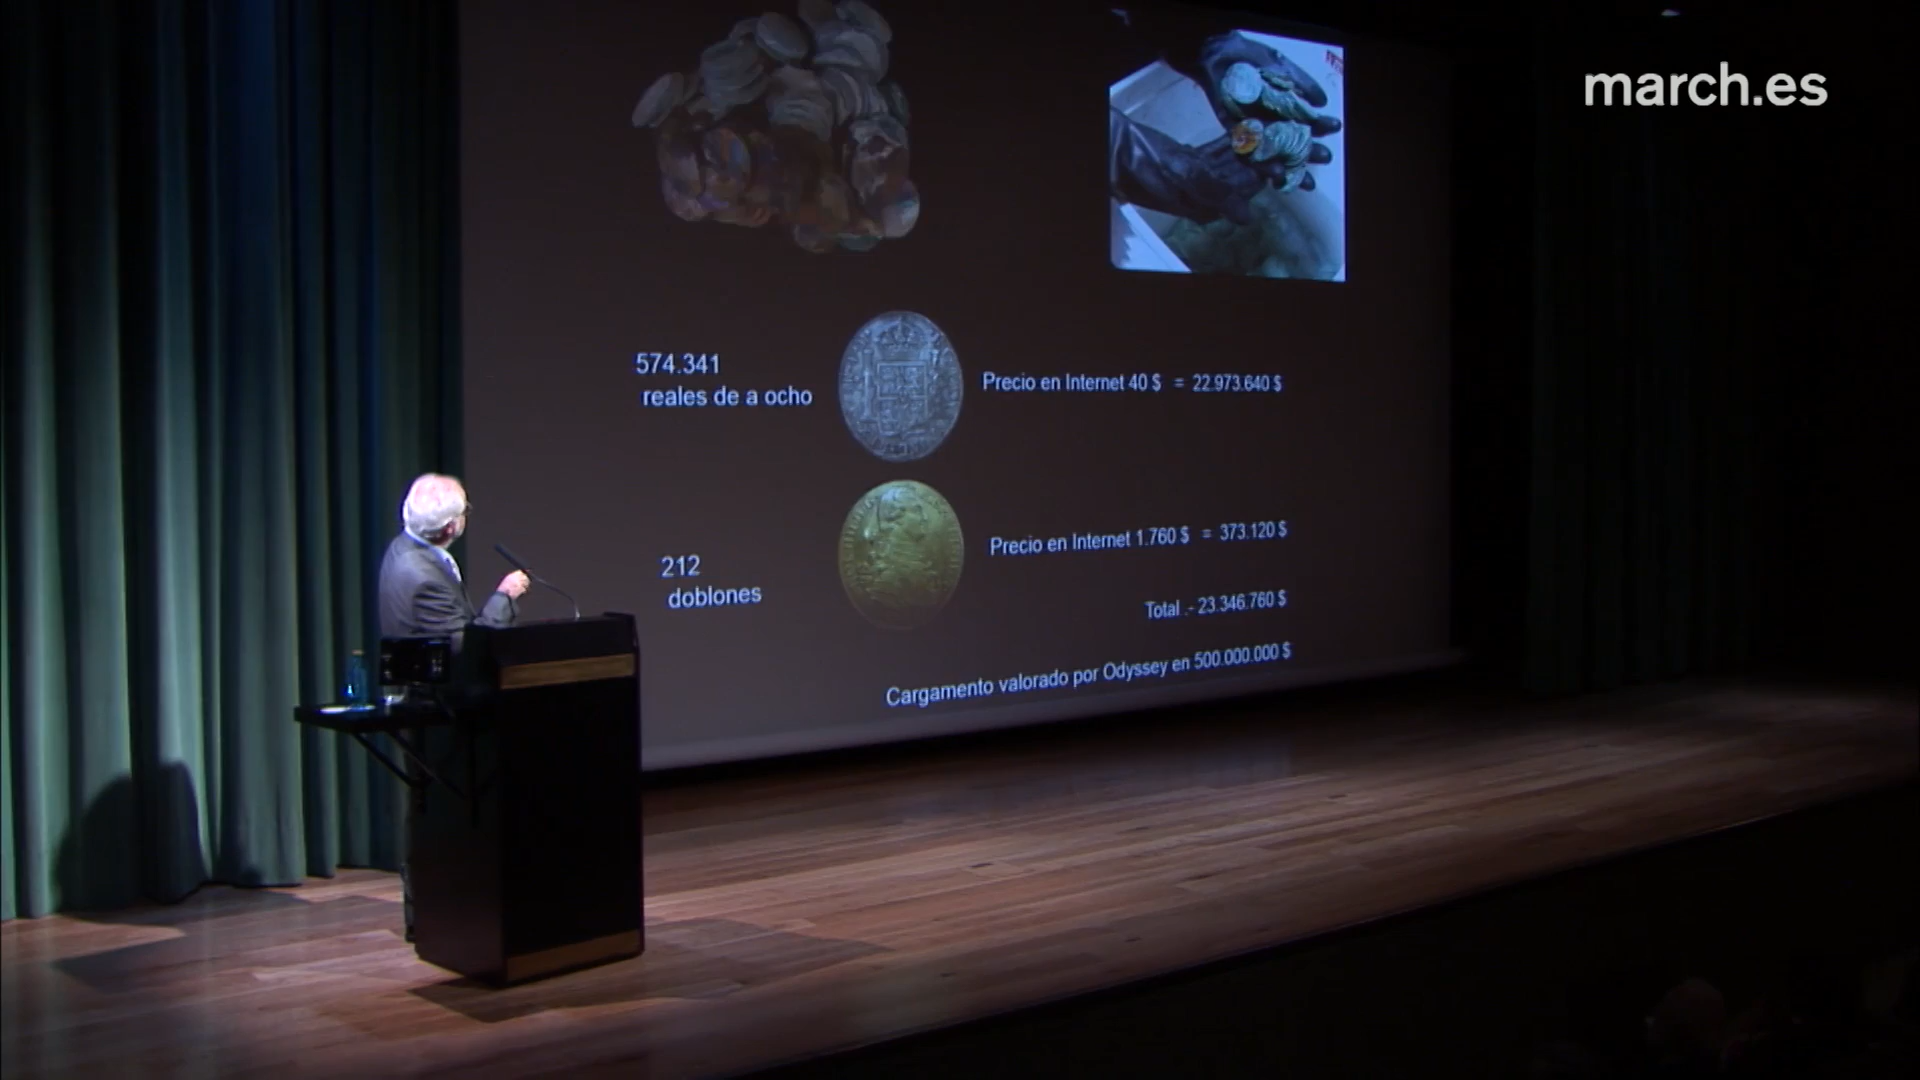 march.es
574.341
reales de a ocho
Precio en Internet 40 $ = 22.973.640 $
212
doblones
Precio en Internet 1.760 $ = 373.120 $
Total .- 23.346.760 $
Cargamento valorado por Odyssey en 500.000.000 $